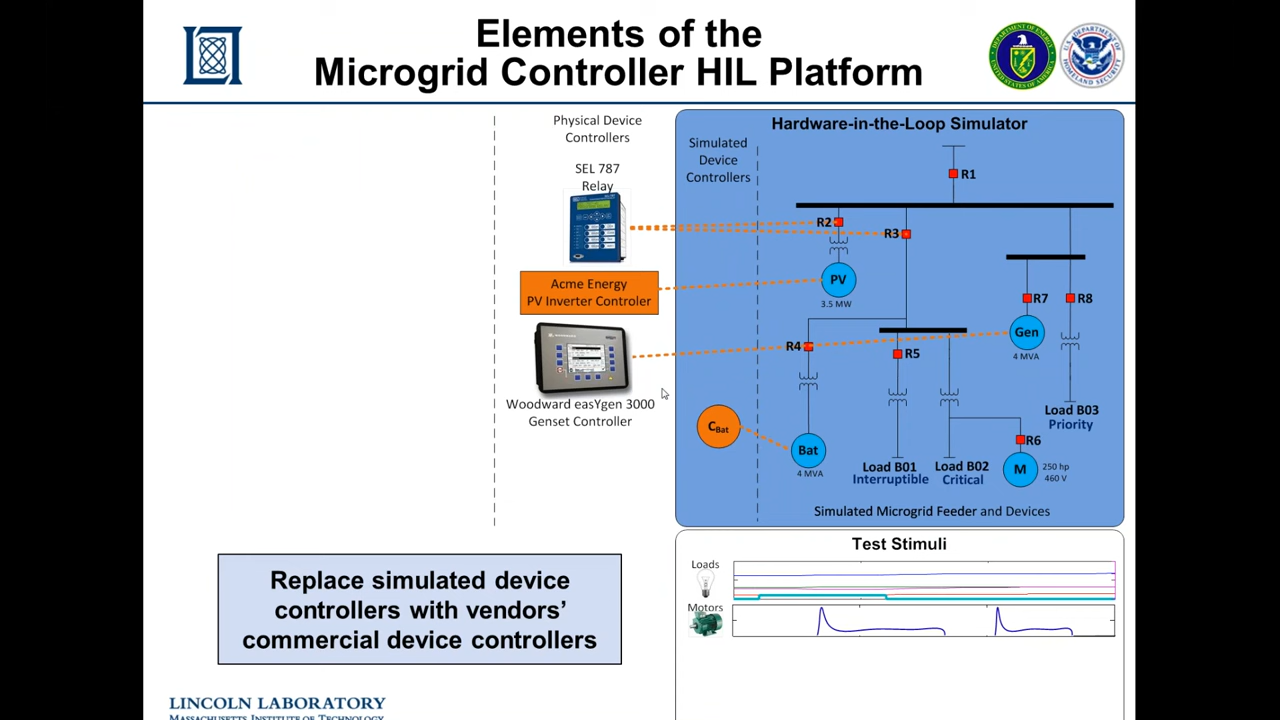 Elements of the
Microgrid Controller HIL Platform
Physical Device
Controllers
SEL 787
Relay
Acme Energy
PV Inverter Controler
Woodward easYgen 3000
Genset Controller
Hardware-in-the-Loop Simulator
Simulated
Device
Controllers
R1
R2
R3
PV
3.5 MW
R7
R8
Gen
4 MVA
R4
R5
Load B03
Priority
CBat
Bat
4 MVA
R6
Load B01
Interruptible
Load B02
Critical
M
250 hp
460 V
Simulated Microgrid Feeder and Devices
Replace simulated device
controllers with vendors’
commercial device controllers
Test Stimuli
Loads
Motors
LINCOLN LABORATORY
MASSACHUSETTS INSTITUTE OF TECHNOLOGY